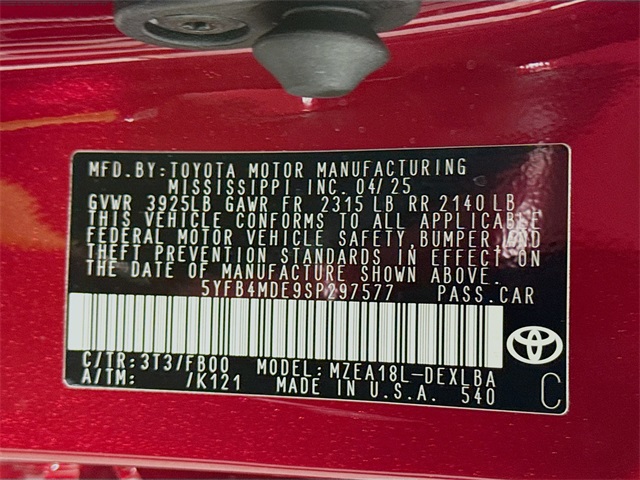 MFD. BY: TOYOTA MOTOR MANUFACTURING
MISSISSIPPI INC. 04/25
GVWR 3925LB GAWR FR 2315 LB RR 2140 LB
THIS VEHICLE CONFORMS TO ALL APPLICABLE
FEDERAL MOTOR VEHICLE SAFETY, BUMPER, AND
THEFT PREVENTION STANDARDS IN EFFECT ON
THE DATE OF MANUFACTURE SHOWN ABOVE.
5YFB4MDE9SP297577 PASS. CAR
C/TR: 3T3/FB00 MODEL: MZEA18L-DEXLBA
A/TM: /K121 MADE IN U.S.A. 540 C